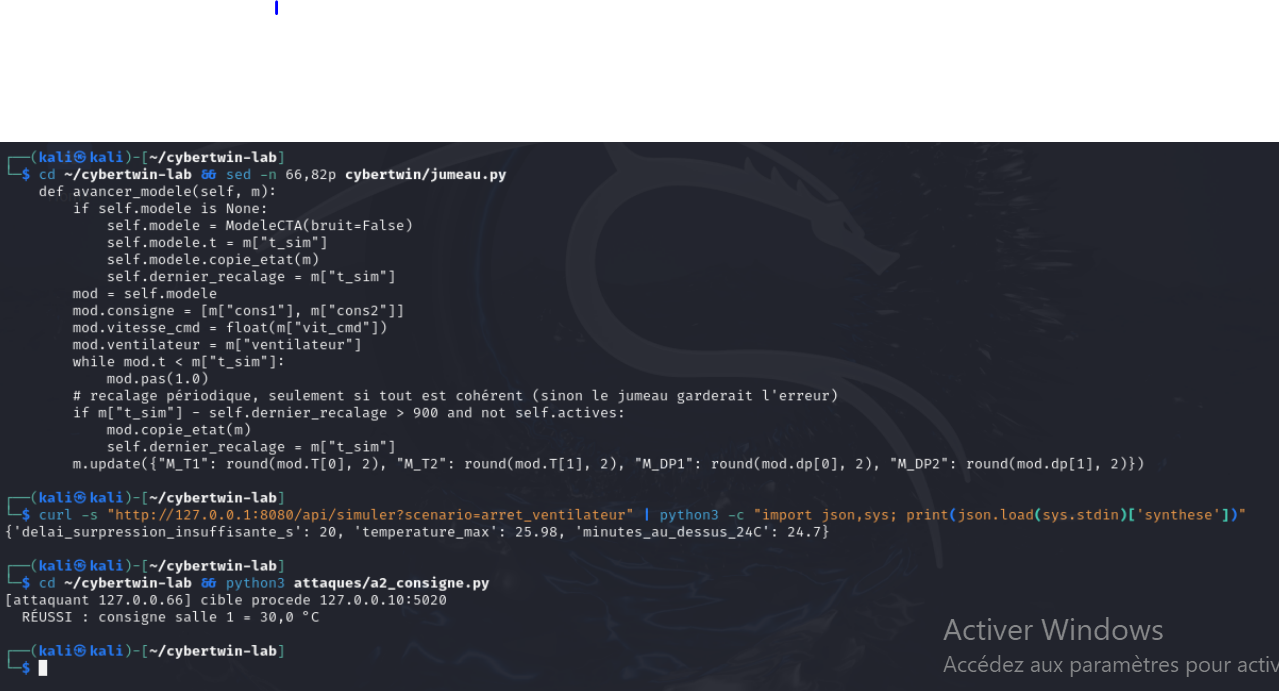 ┌──(kali㉿kali)-[~/cybertwin-lab]
└─$ cd ~/cybertwin-lab && sed -n 66,82p cybertwin/jumeau.py
    def avancer_modele(self, m):
        if self.modele is None:
            self.modele = ModeleCTA(bruit=False)
            self.modele.t = m["t_sim"]
            self.modele.copie_etat(m)
            self.dernier_recalage = m["t_sim"]
        mod = self.modele
        mod.consigne = [m["cons1"], m["cons2"]]
        mod.vitesse_cmd = float(m["vit_cmd"])
        mod.ventilateur = m["ventilateur"]
        while mod.t < m["t_sim"]:
            mod.pas(1.0)
        # recalage périodique, seulement si tout est cohérent (sinon le jumeau garderait l'erreur)
        if m["t_sim"] - self.dernier_recalage > 900 and not self.actives:
            mod.copie_etat(m)
            self.dernier_recalage = m["t_sim"]
        m.update({"M_T1": round(mod.T[0], 2), "M_T2": round(mod.T[1], 2), "M_DP1": round(mod.dp[0], 2), "M_DP2": round(mod.dp[1], 2)})
┌──(kali㉿kali)-[~/cybertwin-lab]
└─$ curl -s "http://127.0.0.1:8080/api/simuler?scenario=arret_ventilateur" | python3 -c "import json,sys; print(json.load(sys.stdin)['synthese'])"
{'delai_surpression_insuffisante_s': 20, 'temperature_max': 25.98, 'minutes_au_dessus_24C': 24.7}
┌──(kali㉿kali)-[~/cybertwin-lab]
└─$ cd ~/cybertwin-lab && python3 attaques/a2_consigne.py
[attaquant 127.0.0.66] cible procede 127.0.0.10:5020
  RÉUSSI : consigne salle 1 = 30,0 °C
┌──(kali㉿kali)-[~/cybertwin-lab]
└─$
Activer Windows
Accédez aux paramètres pour activ